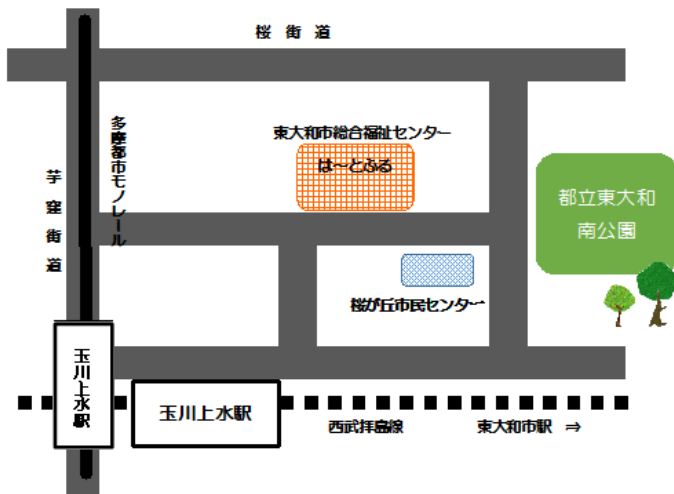 桜街道
多摩都市モノレール
芋窪街道
東大和市総合福祉センター
は～とふる
都立東大和
南公園
桜が丘市民センター
玉川上水駅
玉川上水駅
西武拝島線
東大和市駅 ⇒